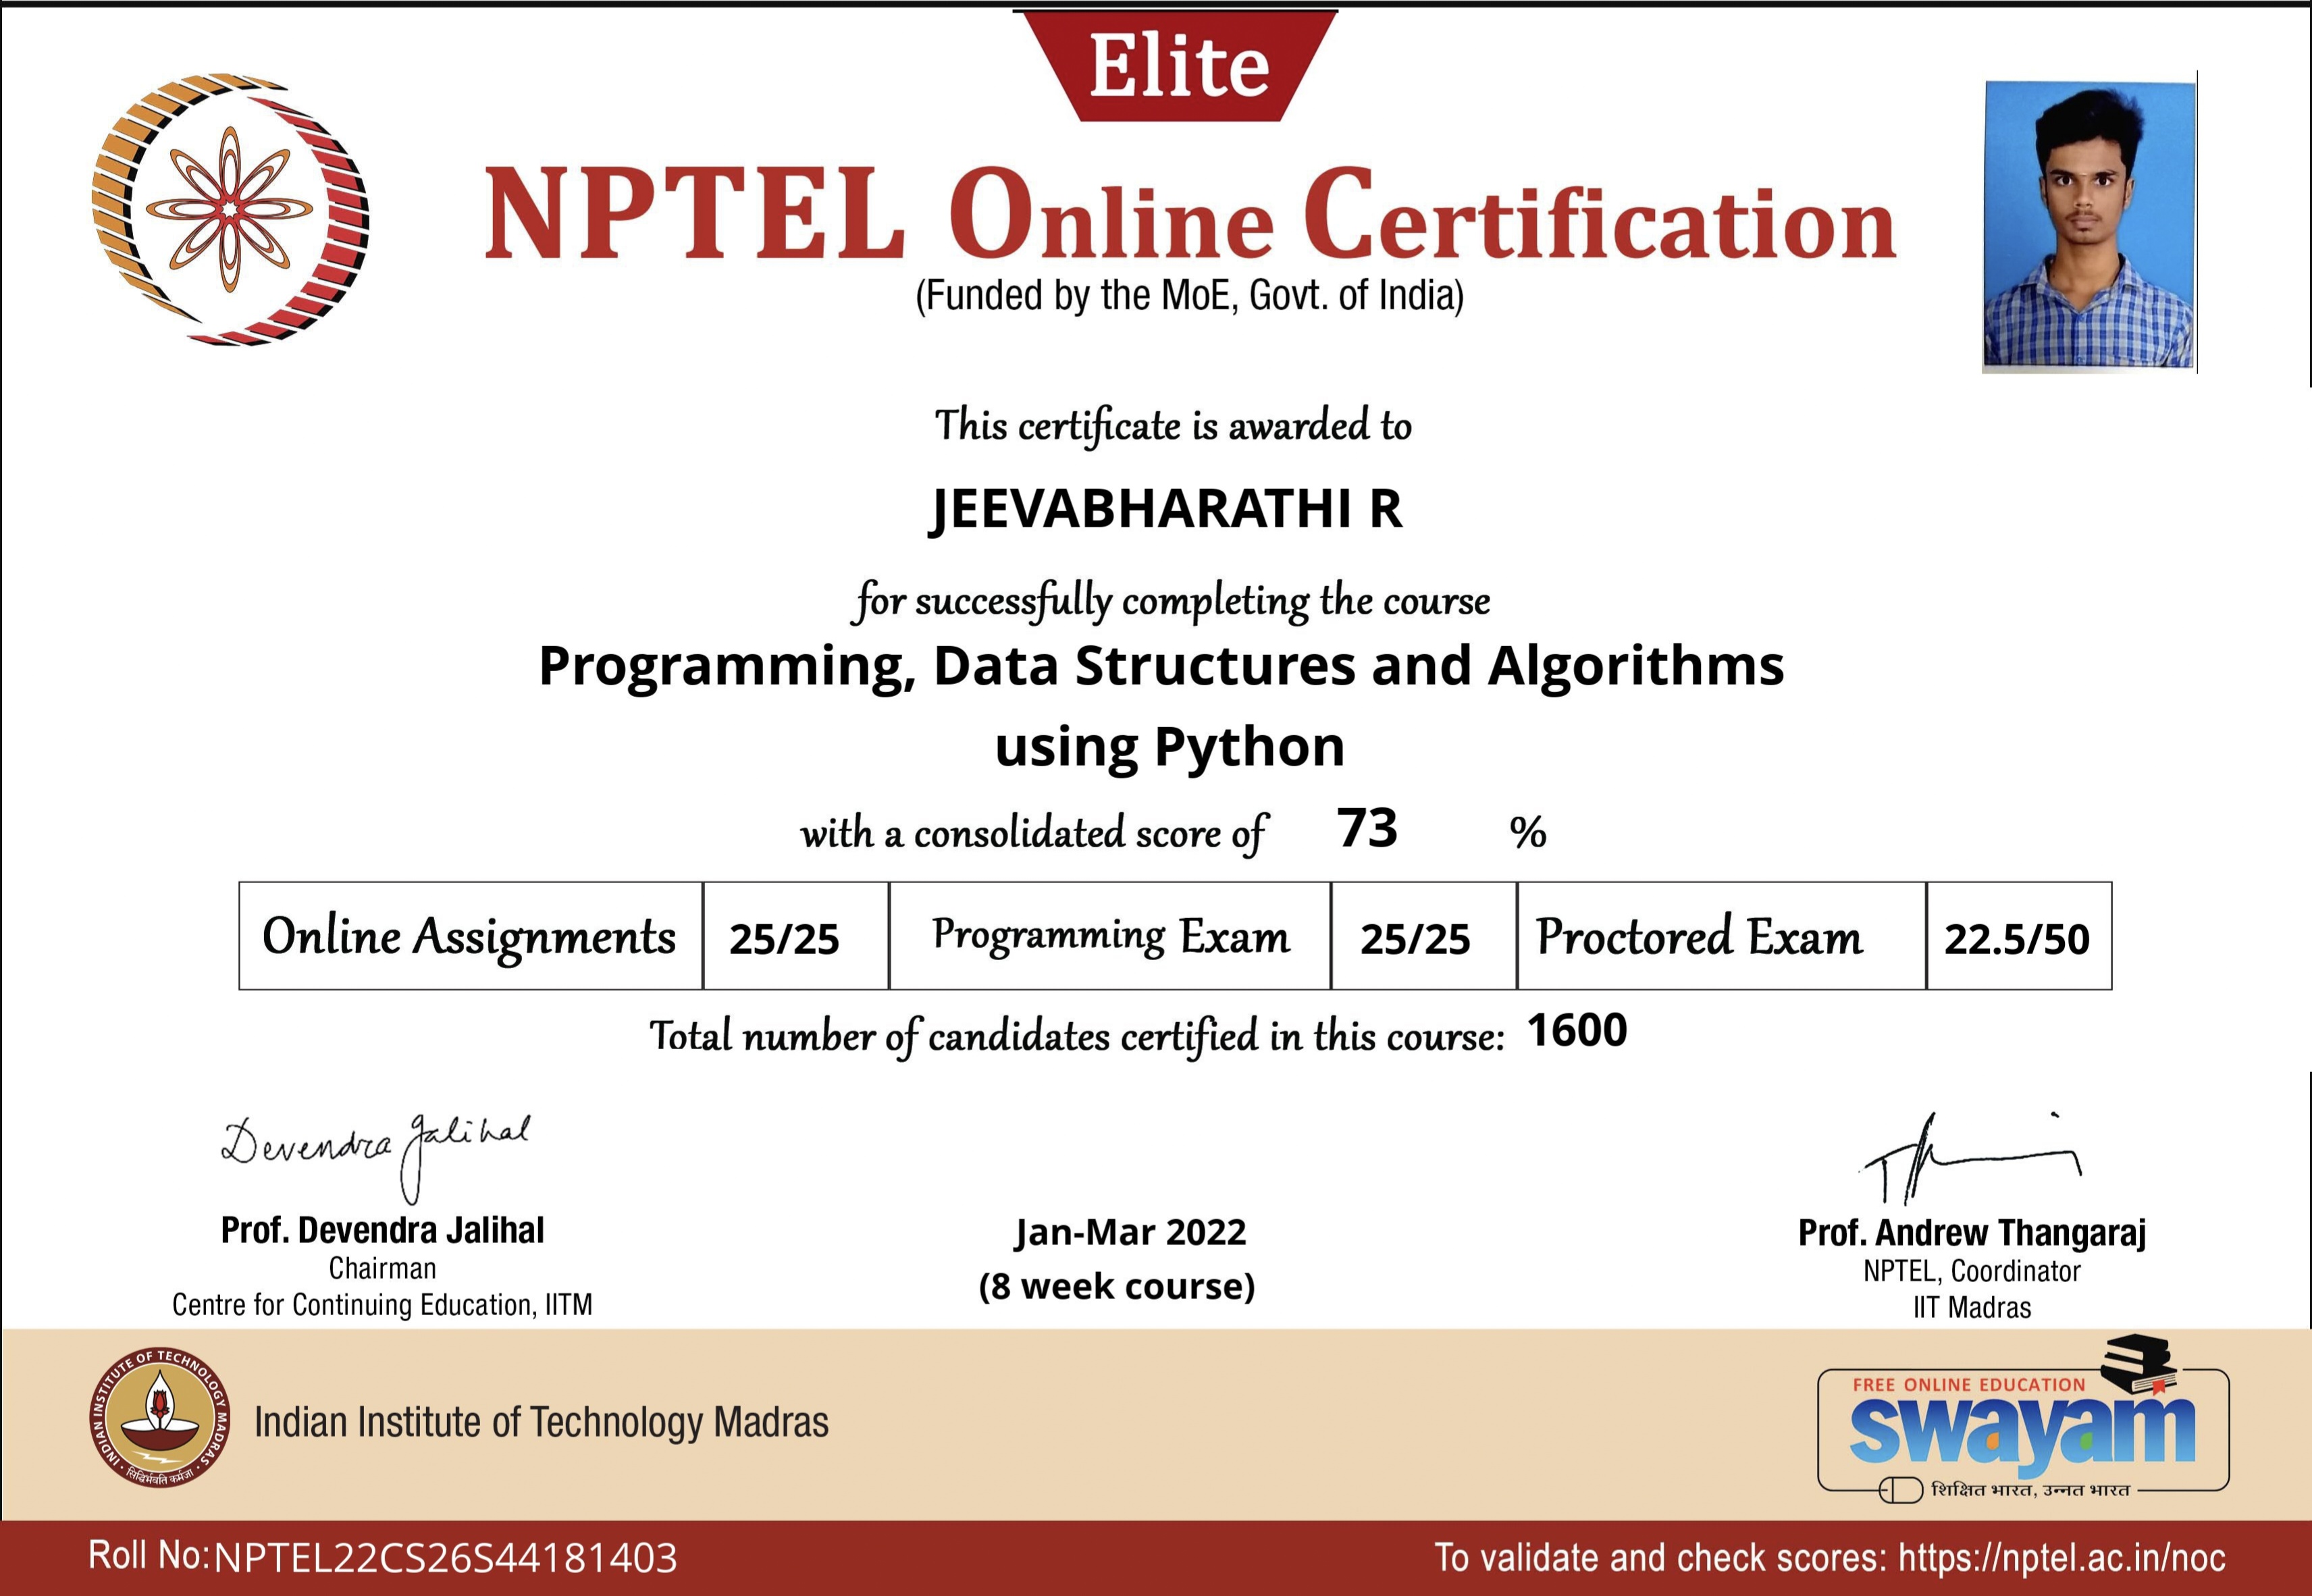 Elite
NPTEL Online Certification
(Funded by the MoE, Govt. of India)
This certificate is awarded to
JEEVABHARATHI R
for successfully completing the course
Programming, Data Structures and Algorithms
using Python
with a consolidated score of 73 %
Online Assignments 25/25 Programming Exam 25/25 Proctored Exam 22.5/50
Total number of candidates certified in this course: 1600
Devendra Jalihal
Prof. Devendra Jalihal
Chairman
Centre for Continuing Education, IITM
Jan-Mar 2022
(8 week course)
Prof. Andrew Thangaraj
NPTEL, Coordinator
IIT Madras
INDIAN INSTITUTE OF TECHNOLOGY MADRAS
सिद्धिर्भवति कर्मजा
Indian Institute of Technology Madras
FREE ONLINE EDUCATION
swayam
शिक्षित भारत, उन्नत भारत
Roll No:NPTEL22CS26S44181403
To validate and check scores: https://nptel.ac.in/noc